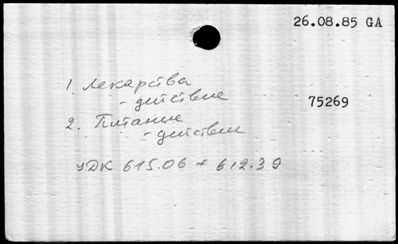 26.08.85 GA
1. Лекарства
- действие
75269
2. Питание
- действие
УДК 615.06 + 612.39